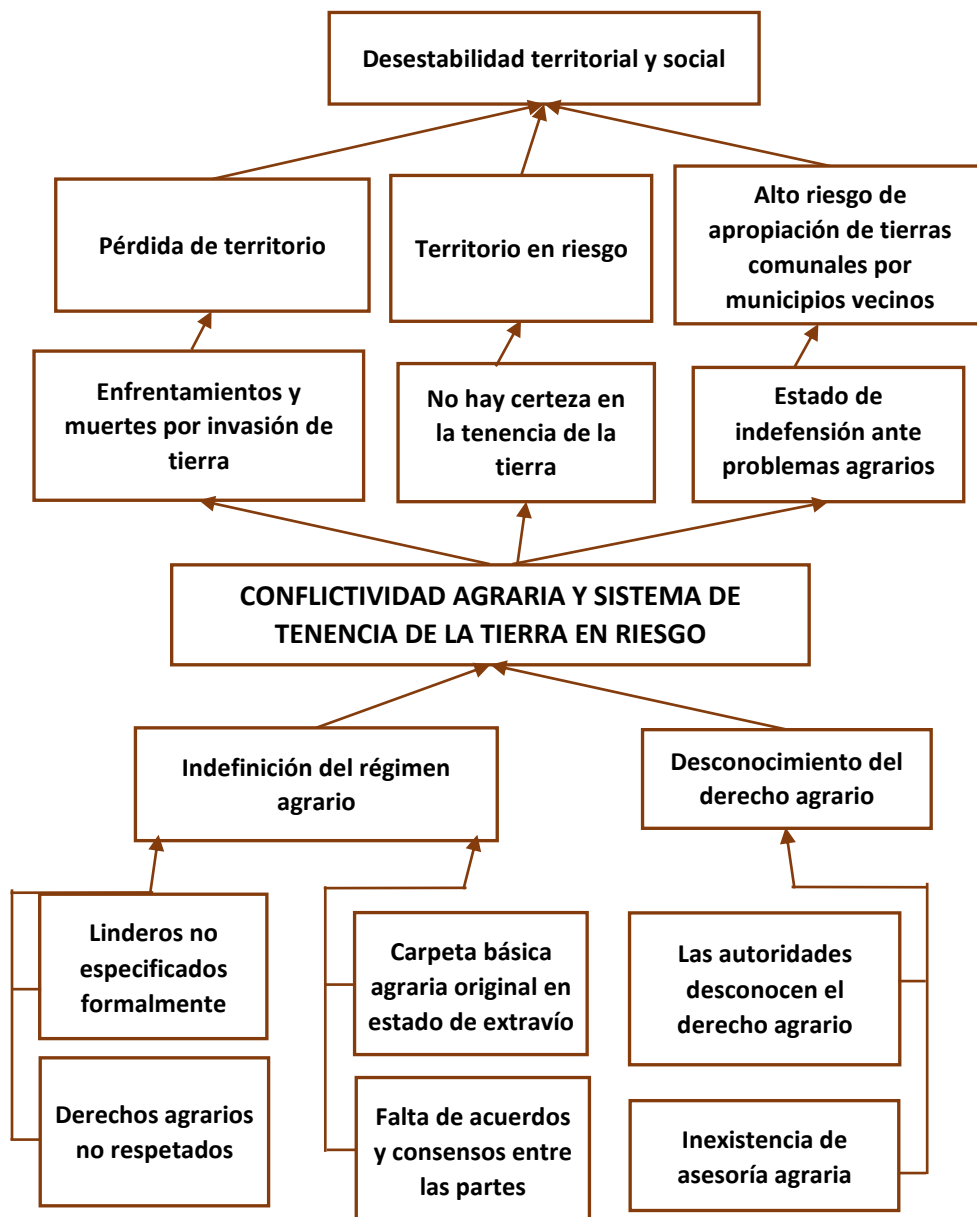 Desestabilidad territorial y social
Pérdida de territorio
Territorio en riesgo
Alto riesgo de
apropiación de tierras
comunales por
municipios vecinos
Enfrentamientos y
muertes por invasión de
tierra
No hay certeza en
la tenencia de la
tierra
Estado de
indefensión ante
problemas agrarios
CONFLICTIVIDAD AGRARIA Y SISTEMA DE
TENENCIA DE LA TIERRA EN RIESGO
Indefinición del régimen
agrario
Desconocimiento del
derecho agrario
Linderos no
especificados
formalmente
Carpeta básica
agraria original en
estado de extravío
Las autoridades
desconocen el
derecho agrario
Derechos agrarios
no respetados
Falta de acuerdos
y consensos entre
las partes
Inexistencia de
asesoría agraria